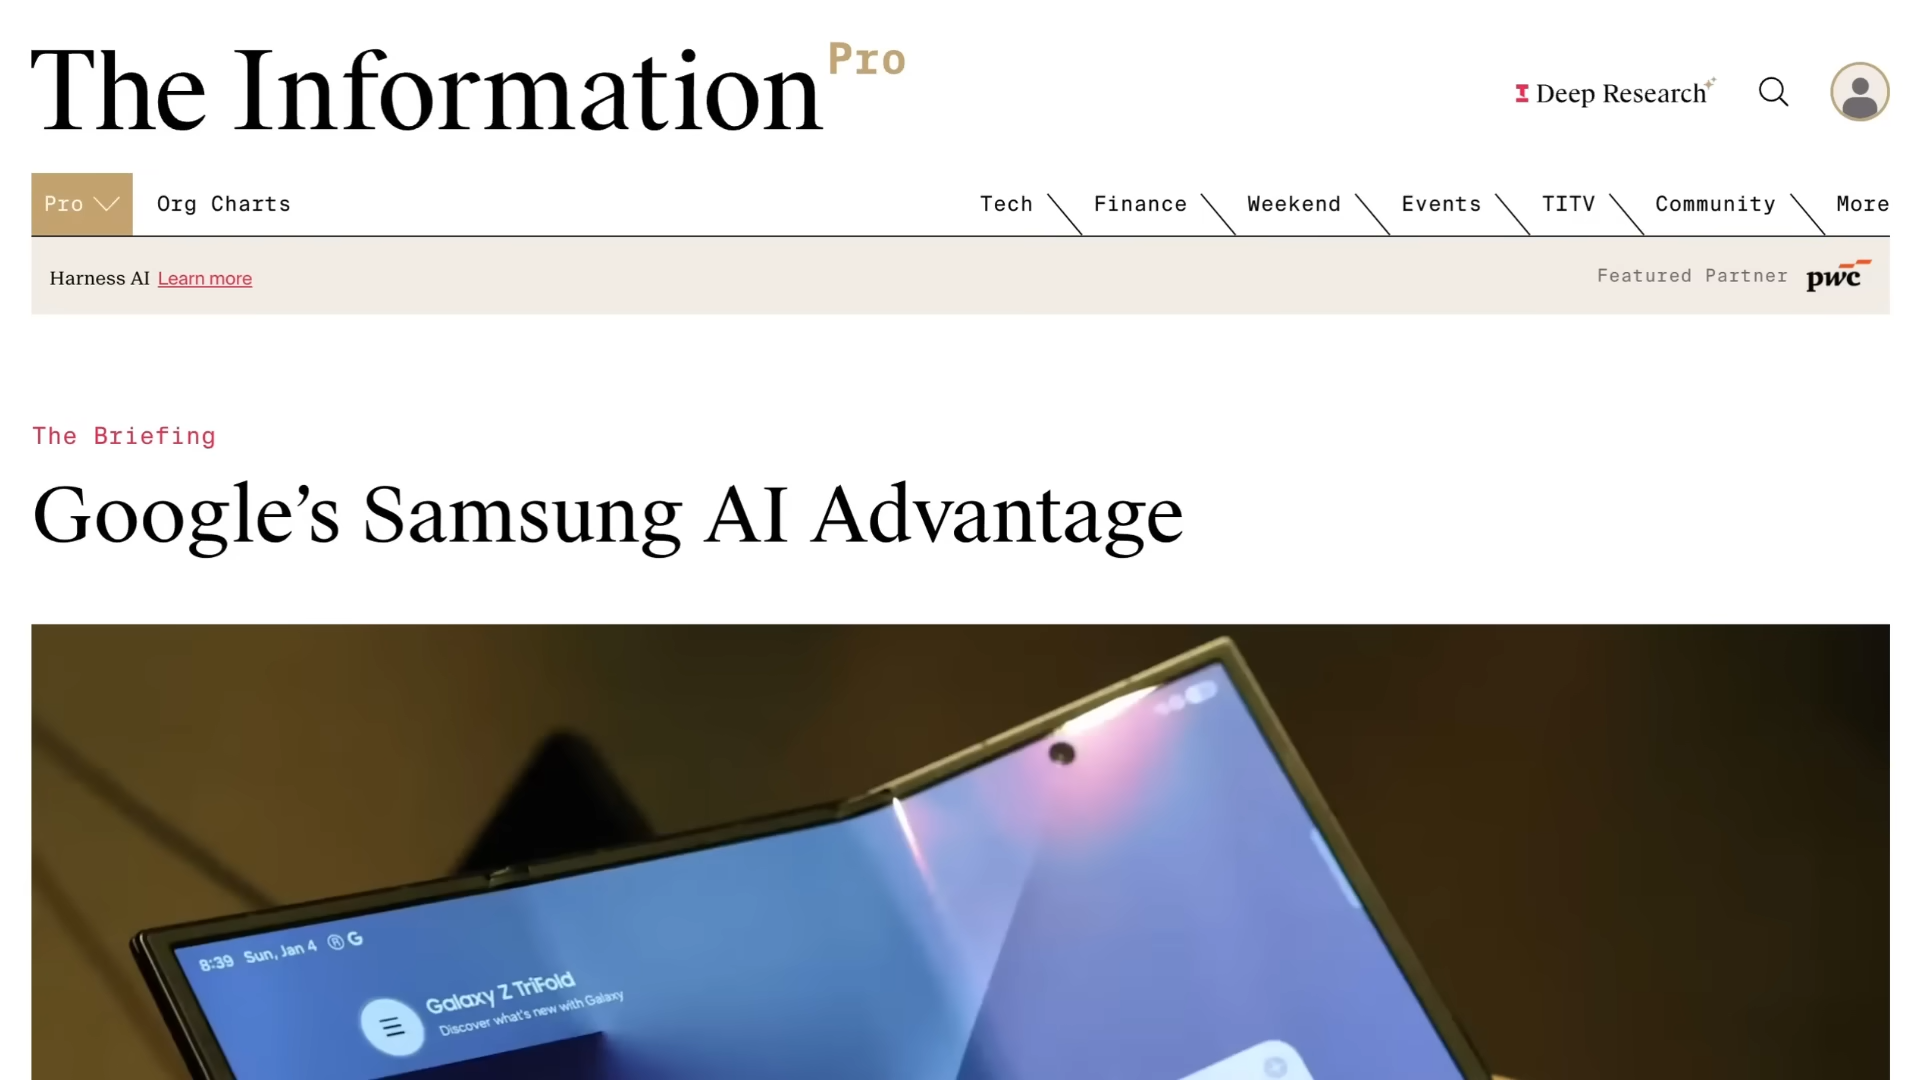 The Information Pro
Deep Research
Pro Org Charts Tech Finance Weekend Events TITV Community More
Harness AI Learn more Featured Partner pwc
The Briefing
Google’s Samsung AI Advantage
8:39 Sun, Jan 4 ® G
Galaxy Z TriFold
Discover what's new with Galaxy